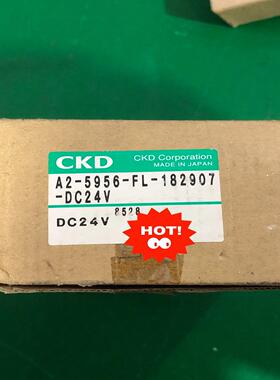 CKD
CKD Corporation
MADE IN JAPAN
A2-5956-FL-182907
-DC24V
8528
DC24V
HOT!